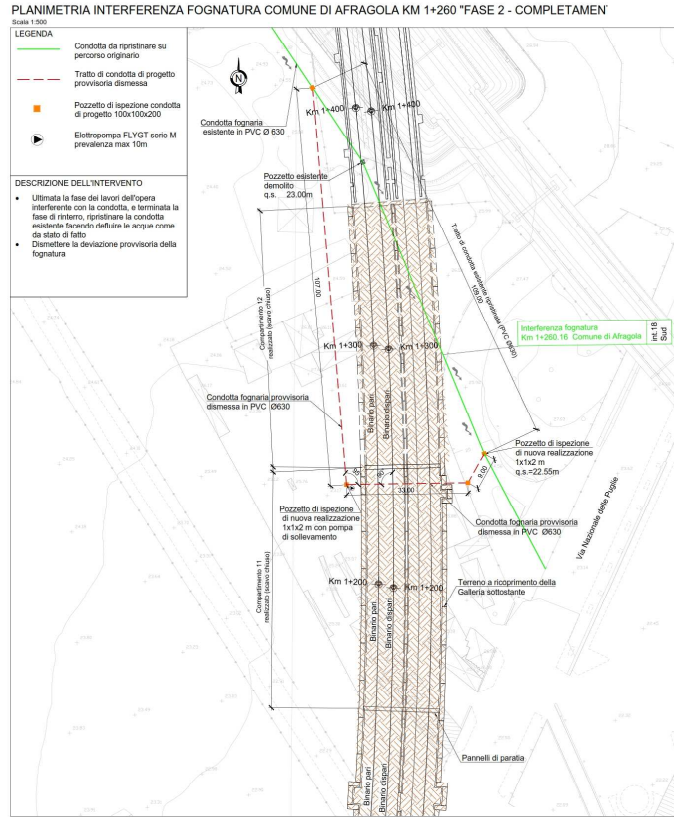 PLANIMETRIA INTERFERENZA FOGNATURA COMUNE DI AFRAGOLA KM 1+260 "FASE 2 - COMPLETAMEN
Scala 1:500
LEGENDA
Condotta da ripristinare su
percorso originario
Tratto di condotta di progetto
provvisoria dismessa
Pozzetto di ispezione condotta
di progetto 100x100x200
Elettropompa FLYGT serie M
prevalenza max 10m
DESCRIZIONE DELL'INTERVENTO
• Ultimata la fase dei lavori dell'opera
interferente con la condotta, e terminata la
fase di rinterro, ripristinare la condotta
esistente facendo defluire le acque come
da stato di fatto
• Dismettere la deviazione provvisoria della
fognatura
N
Condotta fognaria
esistente in PVC Ø 630
Km 1+400
Km 1+400
Pozzetto esistente
demolito
q.s. 23.00m
Tratto di condotta esistente ripristinata (PVC Ø630)
109.00
107.00
Compartimento 12
realizzato (scavo chiuso)
Interferenza fognatura
Km 1+260.16 Comune di Afragola
int.18
Sud
Km 1+300
Km 1+300
Condotta fognaria provvisoria
dismessa in PVC Ø630
Binario pari
Binario dispari
Pozzetto di ispezione
di nuova realizzazione
1x1x2 m
q.s.=22.55m
9.00
33.00
Pozzetto di ispezione
di nuova realizzazione
1x1x2 m con pompa
di sollevamento
Condotta fognaria provvisoria
dismessa in PVC Ø630
Via Nazionale delle Puglie
Compartimento 11
realizzato (scavo chiuso)
Km 1+200
Km 1+200
Terreno a ricoprimento della
Galleria sottostante
Binario pari
Binario dispari
Pannelli di paratia
Binario pari
Binario dispari